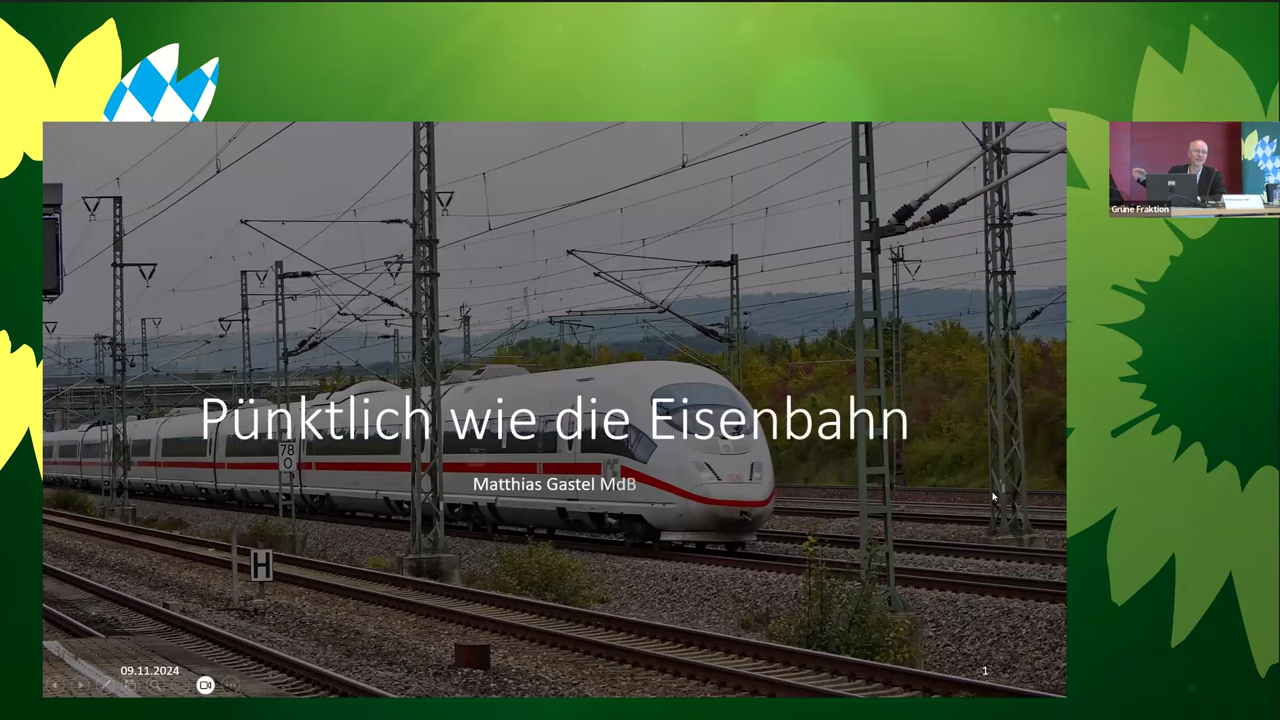 Pünktlich wie die Eisenbahn
Matthias Gastel MdB
78
0
H
09.11.2024
1
Grüne Fraktion